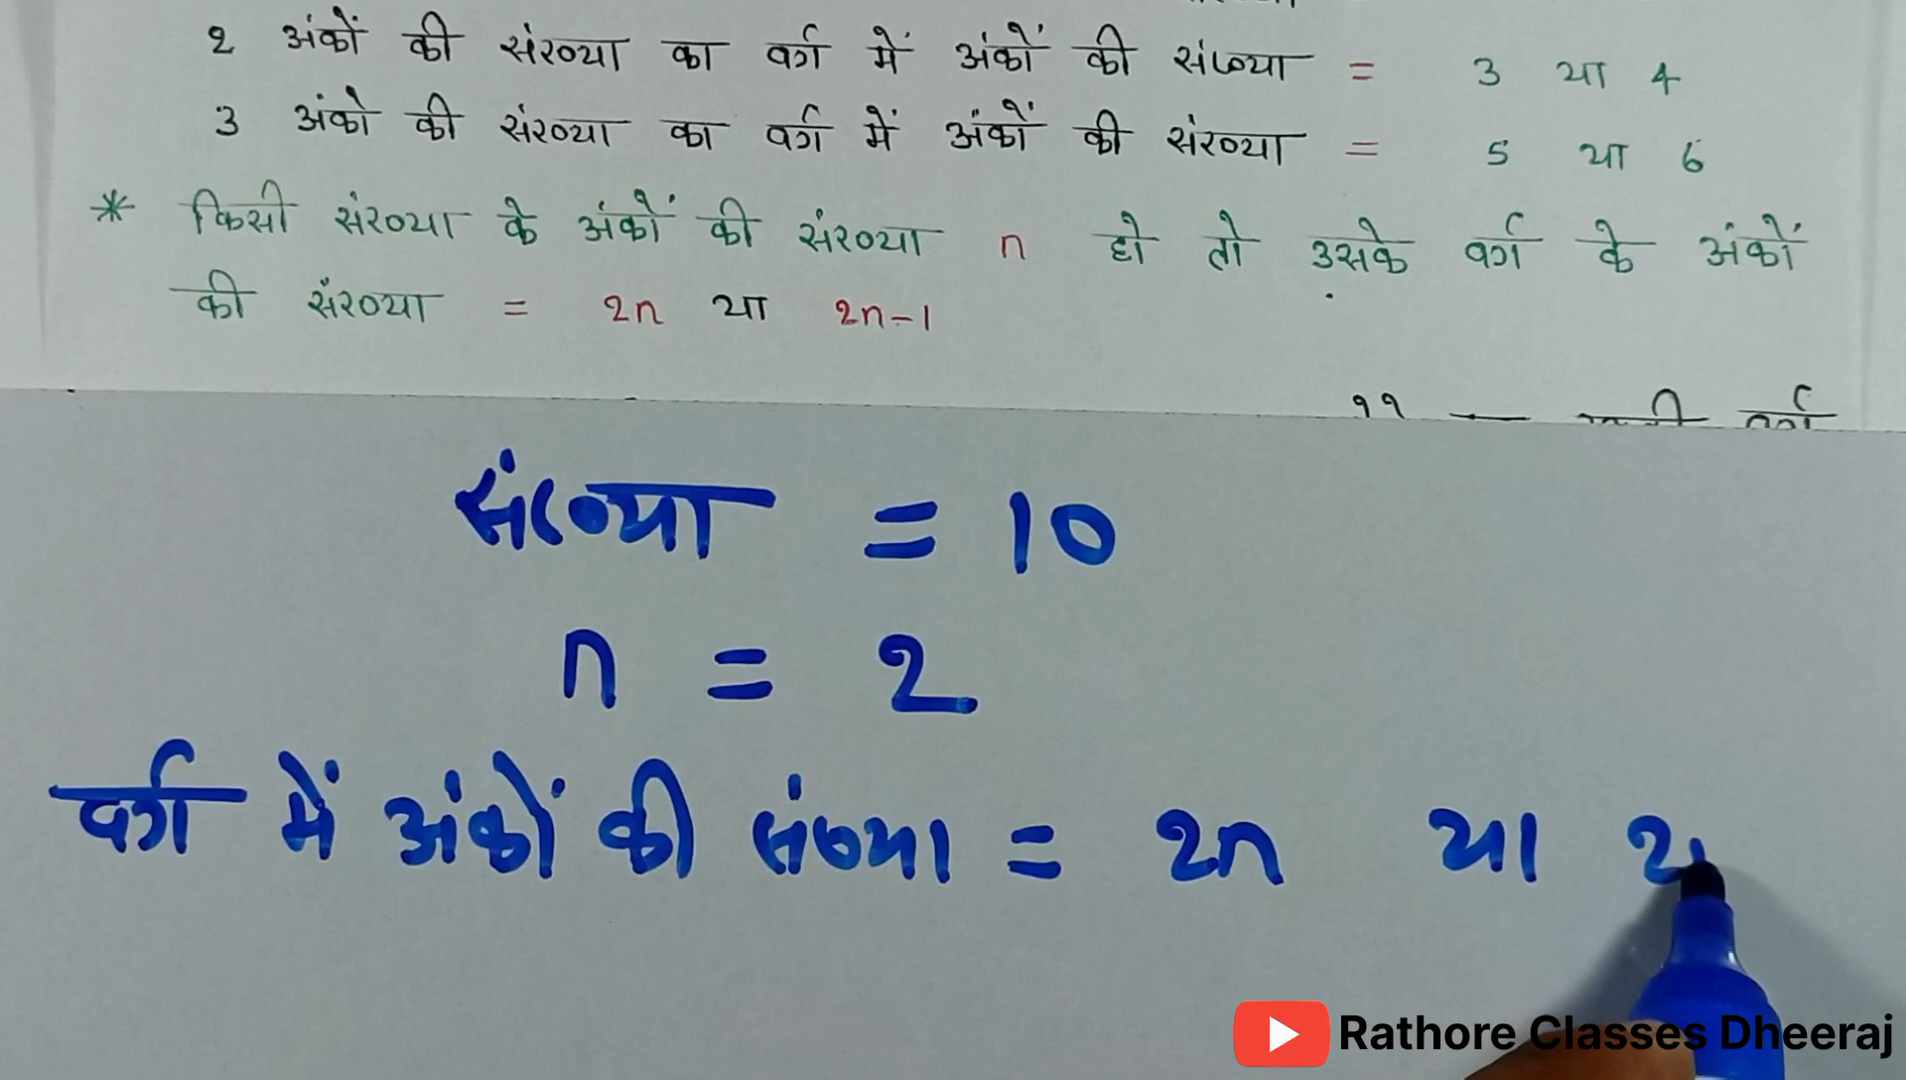 2 अंकों की संख्या का वर्ग में अंकों की संख्या = 3 या 4
3 अंको की संख्या का वर्ग में अंकों की संख्या = 5 या 6
* किसी संख्या के अंकों की संख्या n हो तो उसके वर्ग के अंकों
की संख्या = 2n या 2n-1
संख्या = 10
n = 2
वर्ग में अंकों की संख्या = 2n या 2
Rathore Classes Dheeraj